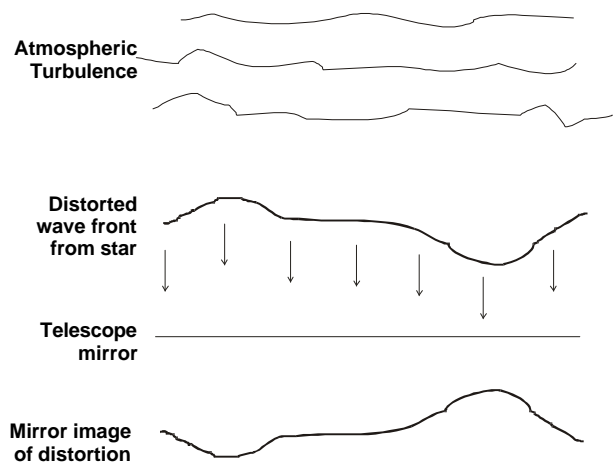 Atmospheric
Turbulence
Distorted
wave front
from star
Telescope
mirror
Mirror image
of distortion